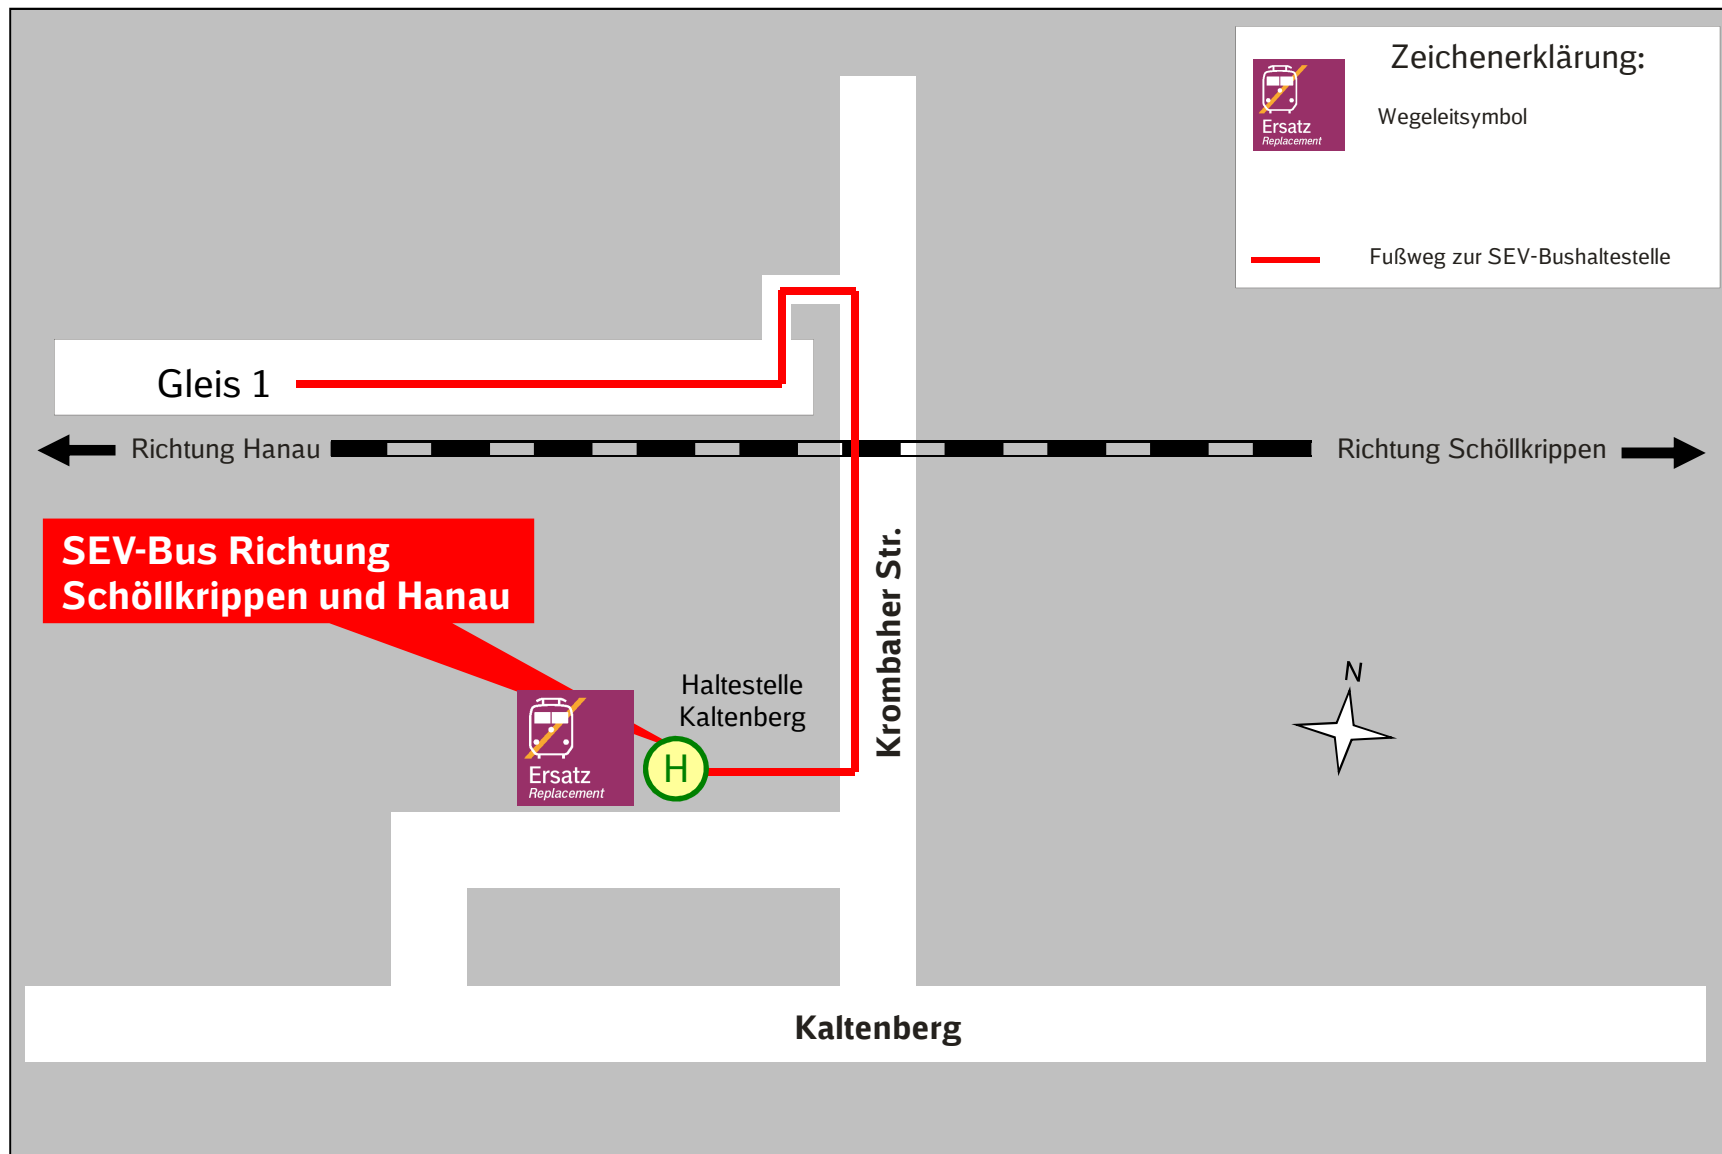 Zeichenerklärung:
Ersatz
Replacement
Wegeleitsymbol
Fußweg zur SEV-Bushaltestelle
Gleis 1
Richtung Hanau
Richtung Schöllkrippen
SEV-Bus Richtung
Schöllkrippen und Hanau
Krombaher Str.
Haltestelle
Kaltenberg
N
Ersatz
Replacement
H
Kaltenberg